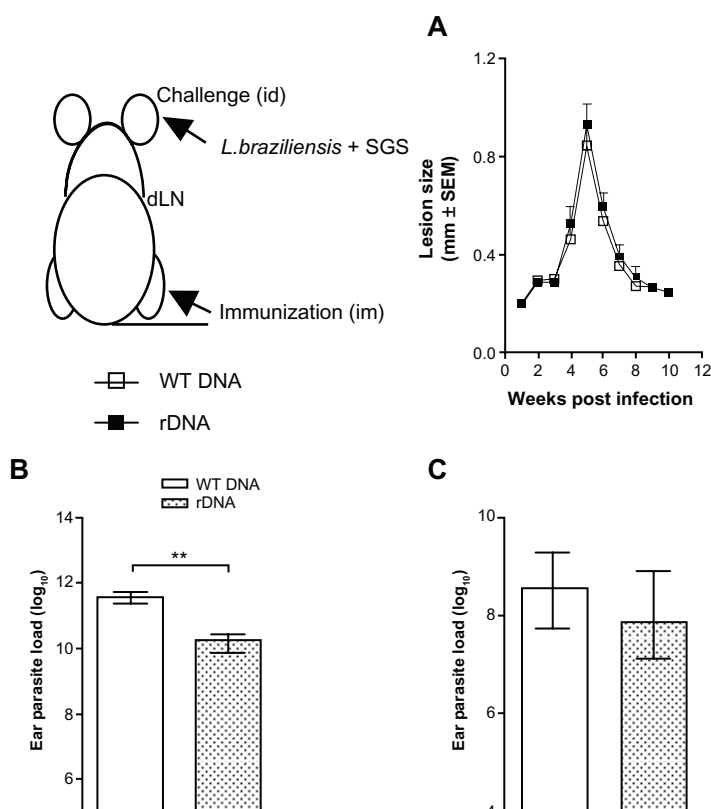 A
Challenge (id)
L.braziliensis + SGS
dLN
Immunization (im)
WT DNA
rDNA
Lesion size
(mm ± SEM)
1.2
0.8
0.4
0.0
0 2 4 6 8 10 12
Weeks post infection
B
WT DNA
rDNA
**
Ear parasite load (log₁₀)
14
12
10
8
6
C
Ear parasite load (log₁₀)
10
8
6